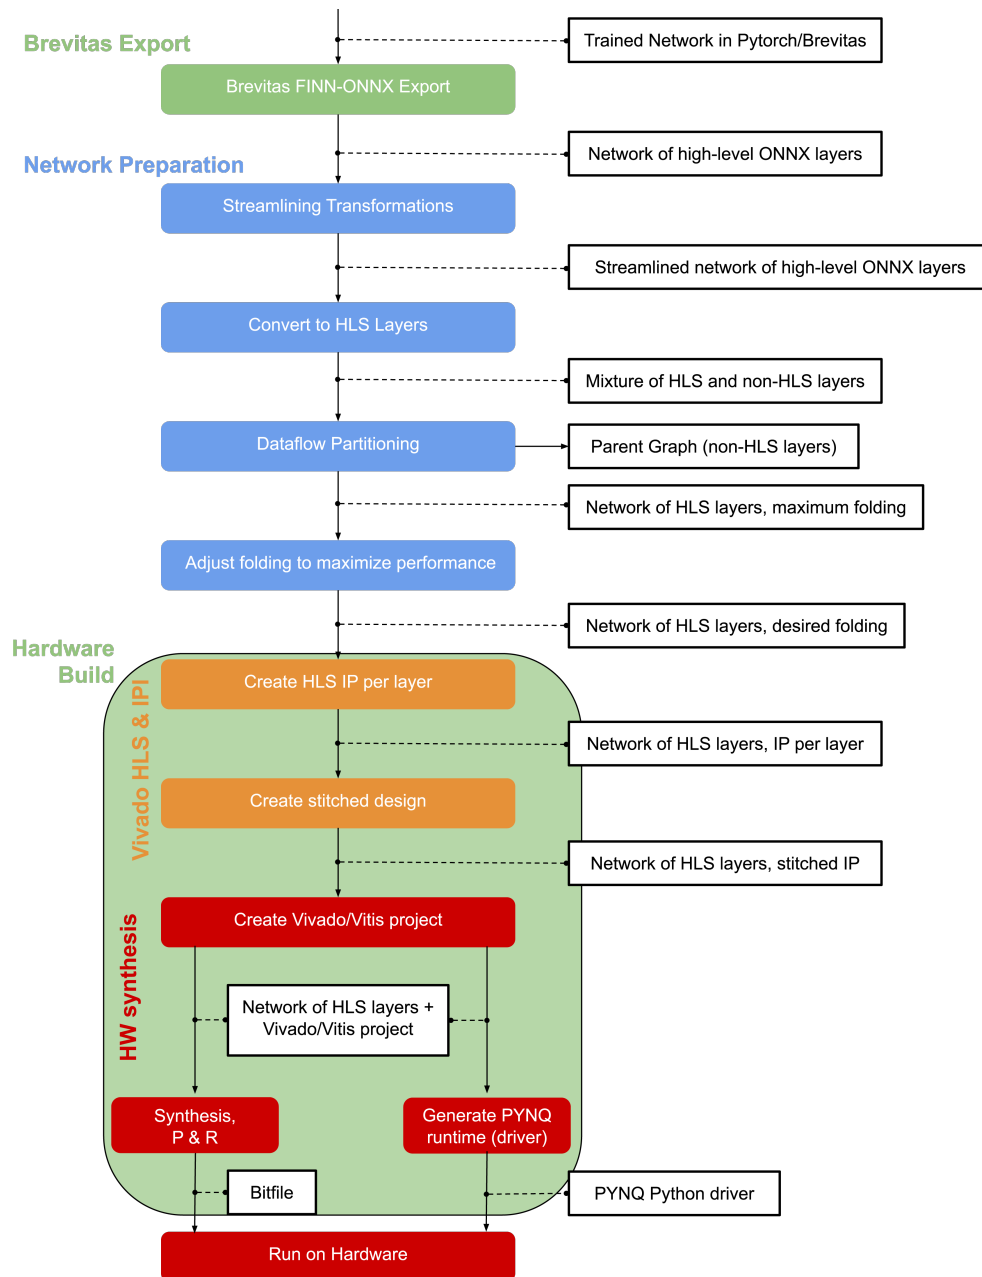 Brevitas Export
Trained Network in Pytorch/Brevitas
Brevitas FINN-ONNX Export
Network of high-level ONNX layers
Network Preparation
Streamlining Transformations
Streamlined network of high-level ONNX layers
Convert to HLS Layers
Mixture of HLS and non-HLS layers
Dataflow Partitioning
Parent Graph (non-HLS layers)
Network of HLS layers, maximum folding
Adjust folding to maximize performance
Network of HLS layers, desired folding
Hardware
Build
Vivado HLS & IPI
Create HLS IP per layer
Network of HLS layers, IP per layer
Create stitched design
Network of HLS layers, stitched IP
HW synthesis
Create Vivado/Vitis project
Network of HLS layers +
Vivado/Vitis project
Synthesis,
P & R
Generate PYNQ
runtime (driver)
Bitfile
PYNQ Python driver
Run on Hardware